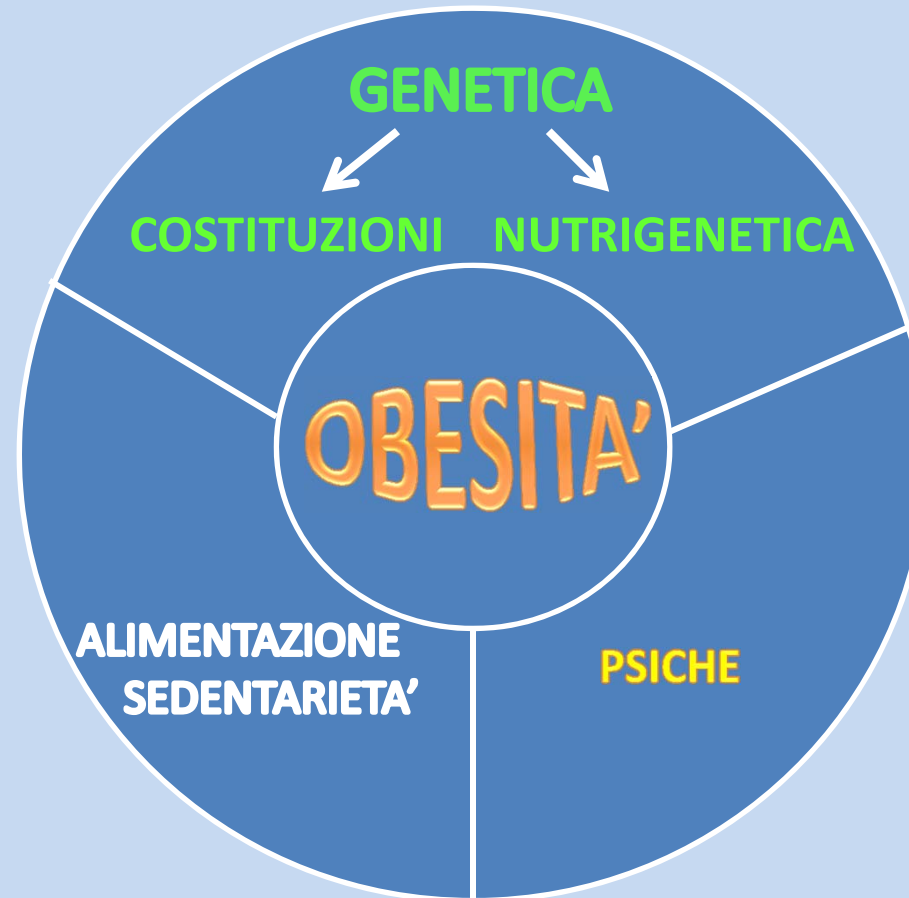 GENETICA
COSTITUZIONI NUTRIGENETICA
OBESITA'
ALIMENTAZIONE
SEDENTARIETA’
PSICHE